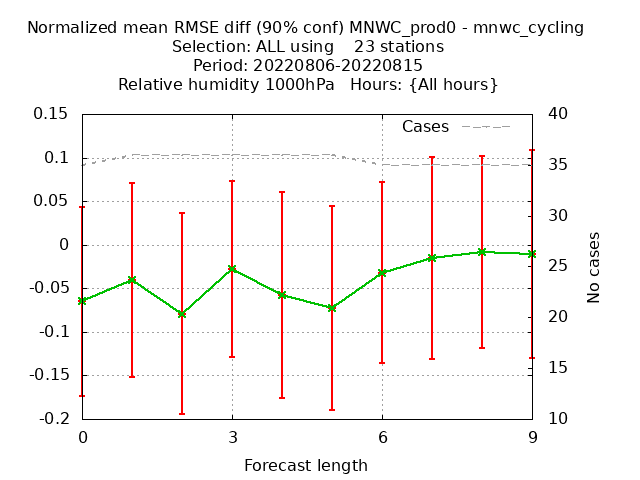 Normalized mean RMSE diff (90% conf) MNWC_prod0 - mnwc_cycling
Selection: ALL using    23 stations
Period: 20220806-20220815
Relative humidity 1000hPa   Hours: {All hours}
0.15
0.1
0.05
0
-0.05
-0.1
-0.15
-0.2
Cases
40
35
30
25
20
15
10
No cases
0 3 6 9
Forecast length